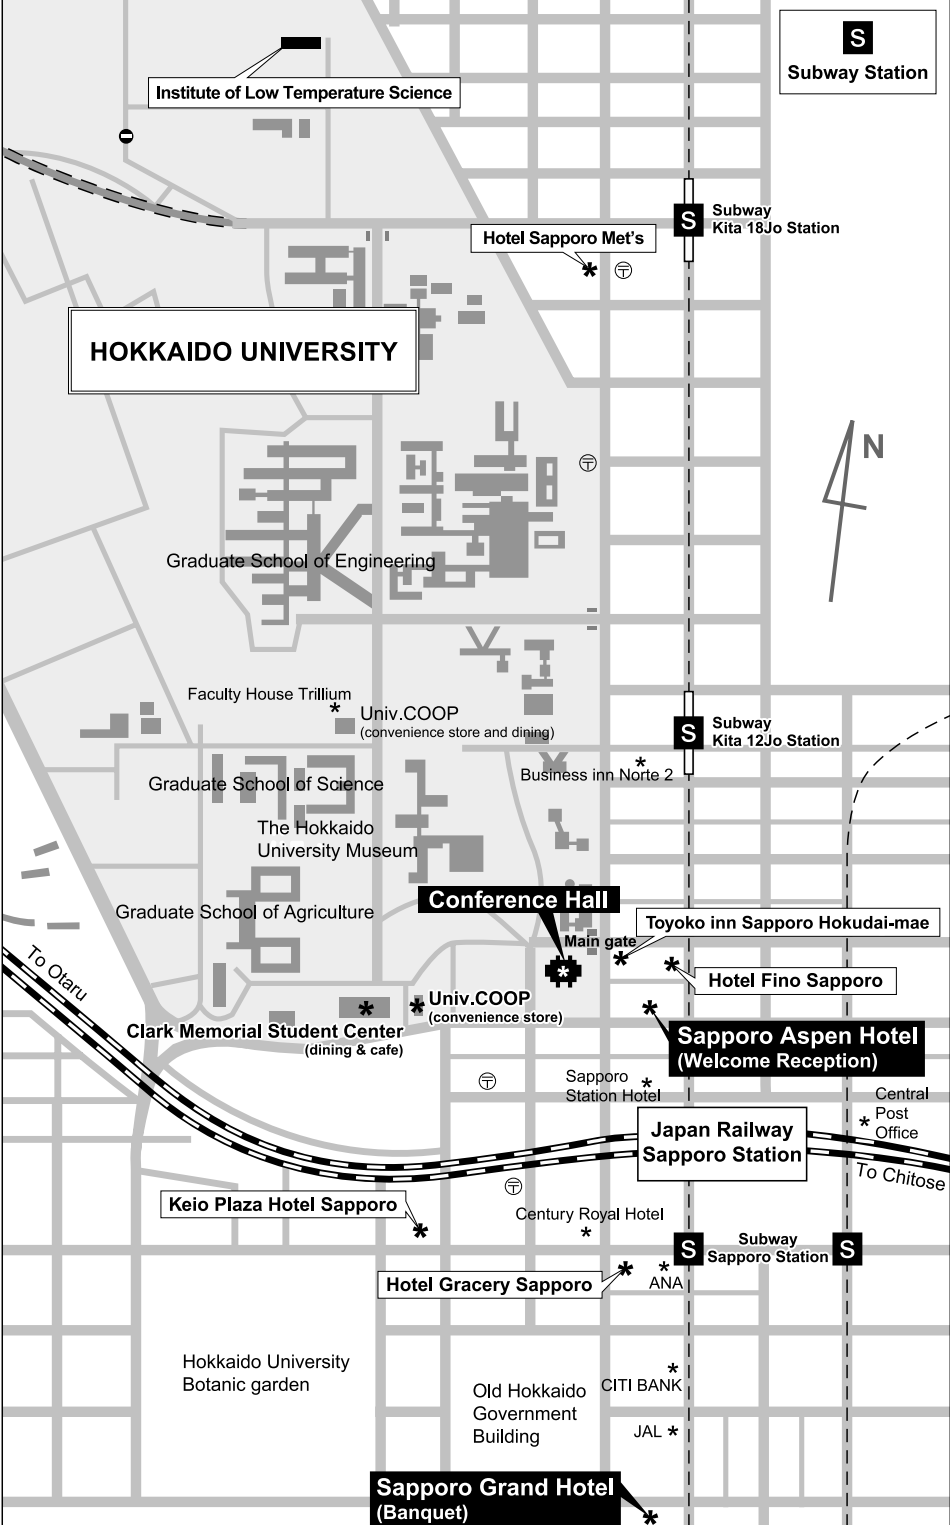 S
Subway Station
Institute of Low Temperature Science
S
Subway
Kita 18Jo Station
Hotel Sapporo Met's
〒
HOKKAIDO UNIVERSITY
N
〒
Graduate School of Engineering
Faculty House Trillium
Univ.COOP
(convenience store and dining)
S
Subway
Kita 12Jo Station
Business inn Norte 2
Graduate School of Science
The Hokkaido
University Museum
Conference Hall
Graduate School of Agriculture
Toyoko inn Sapporo Hokudai-mae
Main gate
Hotel Fino Sapporo
To Otaru
Univ.COOP
(convenience store)
Clark Memorial Student Center
(dining & cafe)
Sapporo Aspen Hotel
(Welcome Reception)
〒
Sapporo
Station Hotel
Central
Post
Office
Japan Railway
Sapporo Station
To Chitose
〒
Keio Plaza Hotel Sapporo
Century Royal Hotel
S
Subway
Sapporo Station
S
Hotel Gracery Sapporo
ANA
Hokkaido University
Botanic garden
CITI BANK
Old Hokkaido
Government
Building
JAL
Sapporo Grand Hotel
(Banquet)